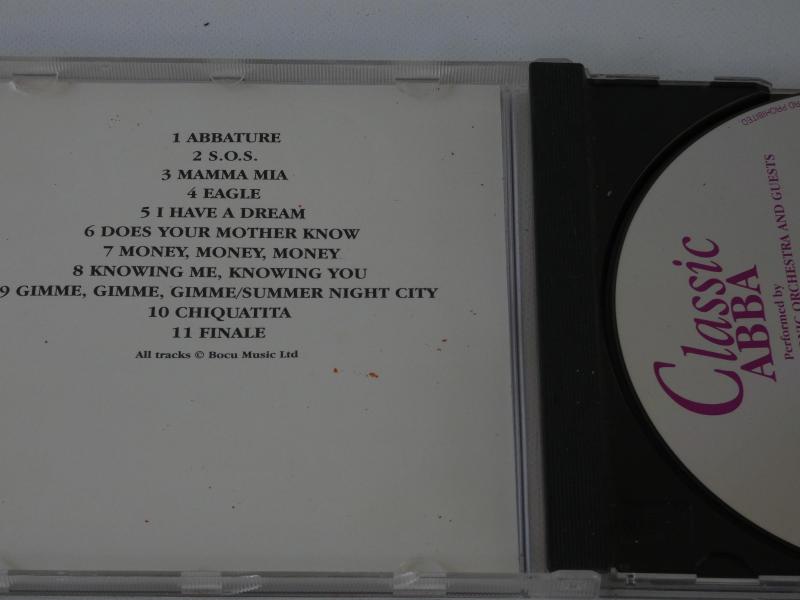 1 ABBATURE
2 S.O.S.
3 MAMMA MIA
4 EAGLE
5 I HAVE A DREAM
6 DOES YOUR MOTHER KNOW
7 MONEY, MONEY, MONEY
8 KNOWING ME, KNOWING YOU
9 GIMME, GIMME, GIMME/SUMMER NIGHT CITY
10 CHIQUATITA
11 FINALE
All tracks © Bocu Music Ltd
Classic
ABBA
Performed by
ORCHESTRA AND GUESTS
PROHIBITED